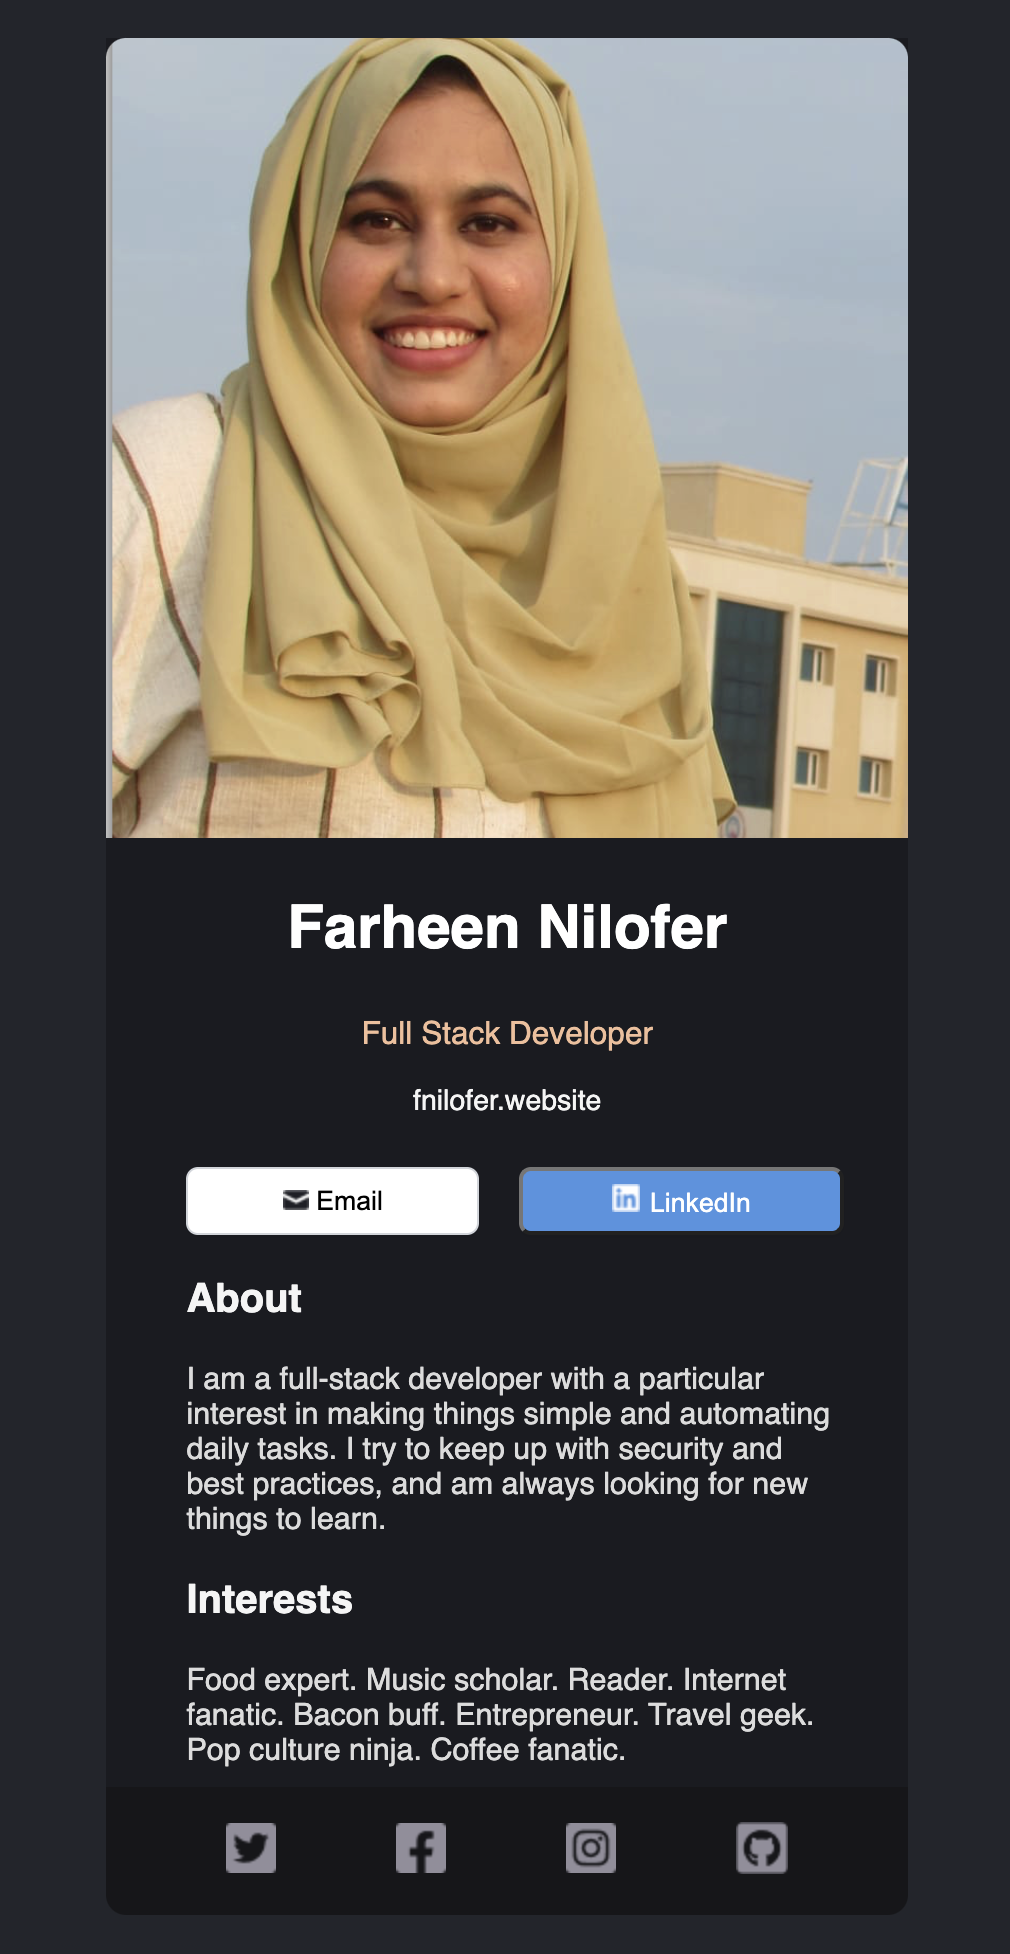 Farheen Nilofer
Full Stack Developer
fnilofer.website
Email
in LinkedIn
About
I am a full-stack developer with a particular
interest in making things simple and automating
daily tasks. I try to keep up with security and
best practices, and am always looking for new
things to learn.
Interests
Food expert. Music scholar. Reader. Internet
fanatic. Bacon buff. Entrepreneur. Travel geek.
Pop culture ninja. Coffee fanatic.